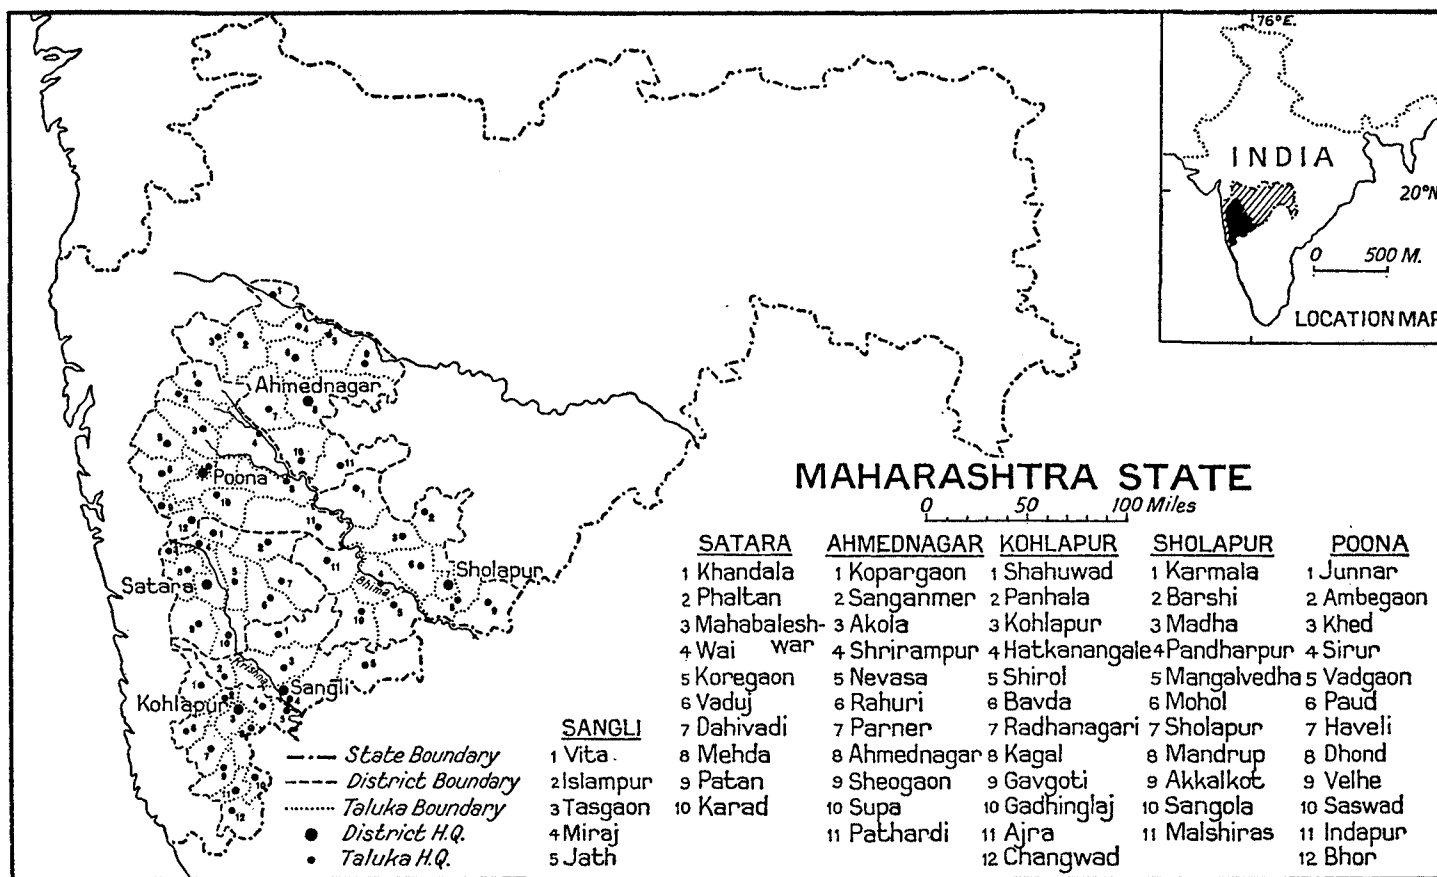 76°E.
INDIA
20°N
0 500 M.
LOCATION MAP
Ahmednagar
Poona
Satara
Sholapur
Bhima
Krishna
Sangli
Kohlapur
MAHARASHTRA STATE
0 50 100 Miles
State Boundary
District Boundary
Taluka Boundary
District H.Q.
Taluka H.Q.
SANGLI
1 Vita
2 Islampur
3 Tasgaon
4 Miraj
5 Jath
SATARA
1 Khandala
2 Phaltan
3 Mahabalesh-
war
4 Wai
5 Koregaon
6 Vaduj
7 Dahivadi
8 Mehda
9 Patan
10 Karad
AHMEDNAGAR
1 Kopargaon
2 Sanganmer
3 Akola
4 Shrirampur
5 Nevasa
6 Rahuri
7 Parner
8 Ahmednagar
9 Sheogaon
10 Supa
11 Pathardi
KOHLAPUR
1 Shahuwad
2 Panhala
3 Kohlapur
4 Hatkanangale
5 Shirol
6 Bavda
7 Radhanagari
8 Kagal
9 Gavgoti
10 Gadhinglaj
11 Ajra
12 Changwad
SHOLAPUR
1 Karmala
2 Barshi
3 Madha
4 Pandharpur
5 Mangalvedha
6 Mohol
7 Sholapur
8 Mandrup
9 Akkalkot
10 Sangola
11 Malshiras
POONA
1 Junnar
2 Ambegaon
3 Khed
4 Sirur
5 Vadgaon
6 Paud
7 Haveli
8 Dhond
9 Velhe
10 Saswad
11 Indapur
12 Bhor